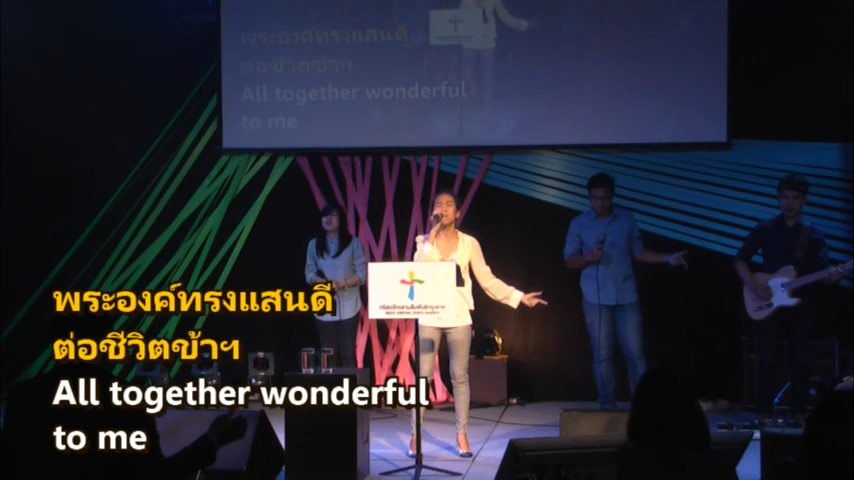 พระองค์ทรงแสนดี
ต่อชีวิตข้าฯ
All together wonderful
to me
พระองค์ทรงแสนดี
ต่อชีวิตข้าฯ
All together wonderful
to me